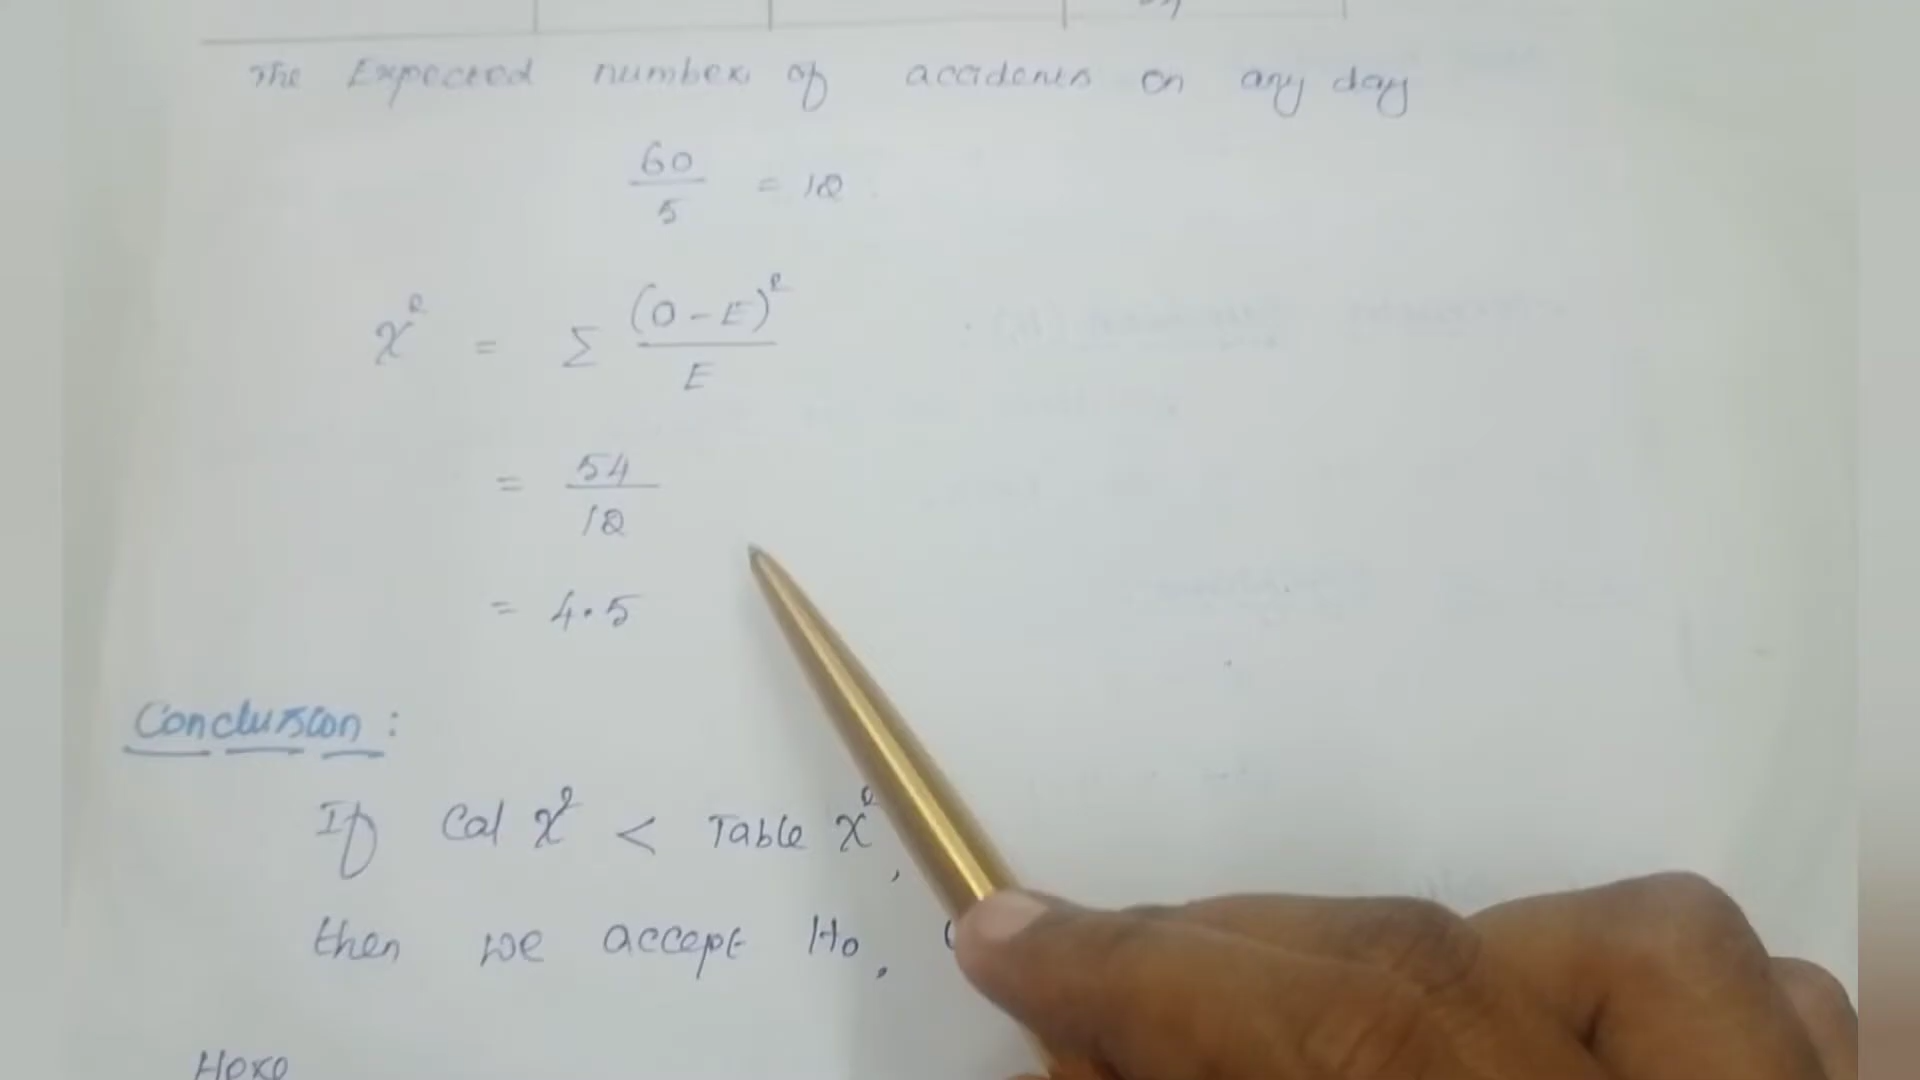 The Expected number of accidents on any day
60/5 = 12
χ² = Σ (O-E)²/E
= 54/12
= 4.5
Conclusion:
If Cal χ² < Table χ²,
then we accept H₀,
Here